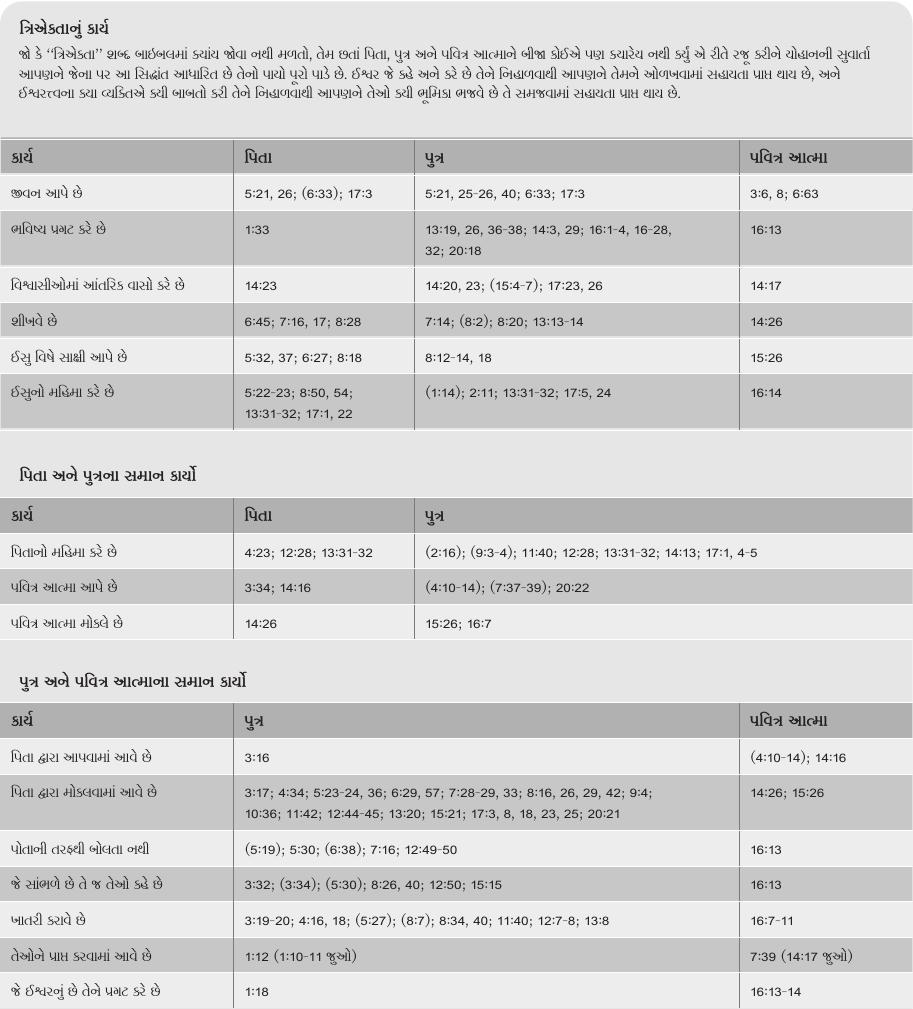 ત્રિએકતાનું કાર્ય
જો કે “ત્રિએકતા” શબ્દ બાઇબલમાં ક્યાંય જોવા નથી મળતો, તેમ છતાં પિતા, પુત્ર અને પવિત્ર આત્માને બીજા કોઈએ પણ ક્યારેય નથી કર્યું એ રીતે રજૂ કરીને યોહાનની સુવાર્તા
આપણને જેના પર આ સિદ્ધાંત આધારિત છે તેનો પાયો પૂરો પાડે છે. ઈશ્વર જે કહે અને કરે છે તેને નિહાળવાથી આપણને તેમને ઓળખવામાં સહાયતા પ્રાપ્ત થાય છે, અને
ઈશ્વરત્ત્વના ક્યા વ્યક્તિએ ક્યી બાબતો કરી તેને નિહાળવાથી આપણને તેઓ ક્યી ભૂમિકા ભજવે છે તે સમજવામાં સહાયતા પ્રાપ્ત થાય છે.
કાર્ય પિતા પુત્ર પવિત્ર આત્મા
જીવન આપે છે 5:21, 26; (6:33); 17:3 5:21, 25-26, 40; 6:33; 17:3 3:6, 8; 6:63
ભવિષ્ય પ્રગટ કરે છે 1:33 13:19, 26, 36-38; 14:3, 29; 16:1-4, 16-28, 16:13
32; 20:18
વિશ્વાસીઓમાં આંતરિક વાસો કરે છે 14:23 14:20, 23; (15:4-7); 17:23, 26 14:17
શીખવે છે 6:45; 7:16, 17; 8:28 7:14; (8:2); 8:20; 13:13-14 14:26
ઈસુ વિષે સાક્ષી આપે છે 5:32, 37; 6:27; 8:18 8:12-14, 18 15:26
ઈસુનો મહિમા કરે છે 5:22-23; 8:50, 54; (1:14); 2:11; 13:31-32; 17:5, 24 16:14
13:31-32; 17:1, 22
પિતા અને પુત્રના સમાન કાર્યો
કાર્ય પિતા પુત્ર
પિતાનો મહિમા કરે છે 4:23; 12:28; 13:31-32 (2:16); (9:3-4); 11:40; 12:28; 13:31-32; 14:13; 17:1, 4-5
પવિત્ર આત્મા આપે છે 3:34; 14:16 (4:10-14); (7:37-39); 20:22
પવિત્ર આત્મા મોકલે છે 14:26 15:26; 16:7
પુત્ર અને પવિત્ર આત્માના સમાન કાર્યો
કાર્ય પુત્ર પવિત્ર આત્મા
પિતા દ્વારા આપવામાં આવે છે 3:16 (4:10-14); 14:16
પિતા દ્વારા મોકલવામાં આવે છે 3:17; 4:34; 5:23-24, 36; 6:29, 57; 7:28-29, 33; 8:16, 26, 29, 42; 9:4; 14:26; 15:26
10:36; 11:42; 12:44-45; 13:20; 15:21; 17:3, 8, 18, 23, 25; 20:21
પોતાની તરફથી બોલતા નથી (5:19); 5:30; (6:38); 7:16; 12:49-50 16:13
જે સાંભળે છે તે જ તેઓ કહે છે 3:32; (3:34); (5:30); 8:26, 40; 12:50; 15:15 16:13
ખાતરી કરાવે છે 3:19-20; 4:16, 18; (5:27); (8:7); 8:34, 40; 11:40; 12:7-8; 13:8 16:7-11
તેઓને પ્રાપ્ત કરવામાં આવે છે 1:12 (1:10-11 જુઓ) 7:39 (14:17 જુઓ)
જે ઈશ્વરનું છે તેને પ્રગટ કરે છે 1:18 16:13-14